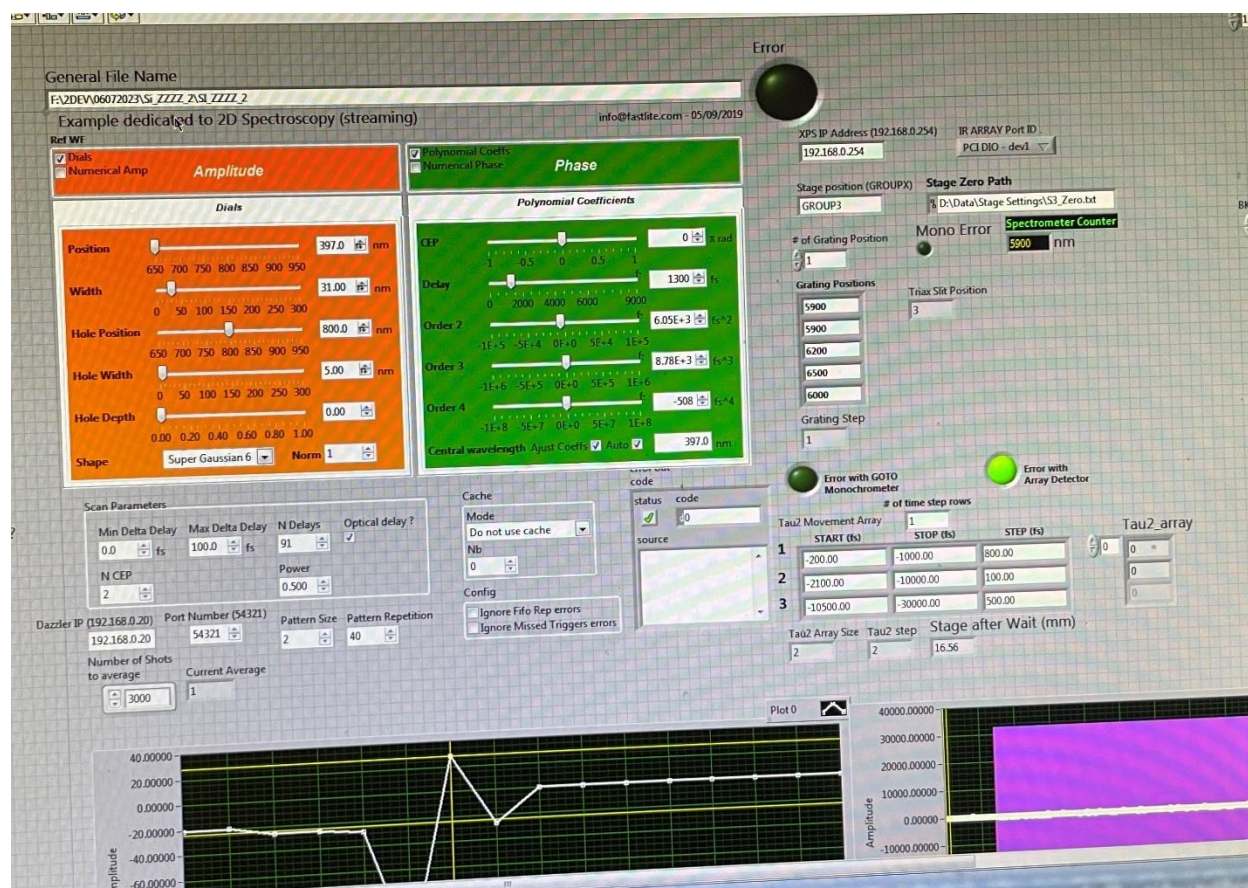 Error
General File Name
F:\2DEV\06072023\Si_ZZZZ_2\SI_ZZZZ_2
Example dedicated to 2D Spectroscopy (streaming)
info@fastlite.com - 05/09/2019
Ref WF
Dials
Numerical Amp
Amplitude
Polynomial Coeffs
Numerical Phase
Phase
Dials
Position
397.0 nm
650 700 750 800 850 900 950
Width
31.00 nm
0 50 100 150 200 250 300
Hole Position
800.0 nm
650 700 750 800 850 900 950
Hole Width
5.00 nm
0 50 100 150 200 250 300
Hole Depth
0.00
0.00 0.20 0.40 0.60 0.80 1.00
Shape
Super Gaussian 6
Norm 1
Polynomial Coefficients
CEP
0 π rad
-1 -0.5 0 0.5 1
Delay
1300 fs
0 2000 4000 6000 9000
Order 2
6.05E+3 fs^2
-1E+5 -5E+4 0E+0 5E+4 1E+5
Order 3
8.78E+3 fs^3
-1E+6 -5E+5 0E+0 5E+5 1E+6
Order 4
-508 fs^4
-1E+8 -5E+7 0E+0 5E+7 1E+8
Central wavelength Ajust Coeffs Auto 397.0 nm
XPS IP Address (192.168.0.254)
192.168.0.254
IR ARRAY Port ID
PCI DIO - dev1
Stage position (GROUPX)
GROUP3
Stage Zero Path
D:\Data\Stage Settings\S3_Zero.txt
# of Grating Position
1
Mono Error
Spectrometer Counter
5900 nm
Grating Positions
5900
5900
6200
6500
6000
Triax Slit Position
3
Grating Step
1
Error with GOTO
Monochrometer
Error with
Array Detector
Scan Parameters
Min Delta Delay
0.0 fs
Max Delta Delay
100.0 fs
N Delays
91
Optical delay ?
N CEP
2
Power
0.500
Cache
Mode
Do not use cache
Nb
0
Config
Ignore Fifo Rep errors
Ignore Missed Triggers errors
code
status code
0
source
# of time step rows
1
Tau2 Movement Array
START (fs) STOP (fs) STEP (fs)
1 -200.00 -1000.00 800.00
2 -2100.00 -10000.00 100.00
3 -10500.00 -30000.00 500.00
Tau2_array
0 0
0
0
Tau2 Array Size
2
Tau2 step
2
Stage after Wait (mm)
16.56
Dazzler IP (192.168.0.20)
192.168.0.20
Port Number (54321)
54321
Pattern Size
2
Pattern Repetition
40
Number of Shots
to average
3000
Current Average
1
Plot 0
40.00000
20.00000
0.00000
-20.00000
-40.00000
-60.00000
40000.00000
30000.00000
20000.00000
10000.00000
0.00000
-10000.00000
Amplitude